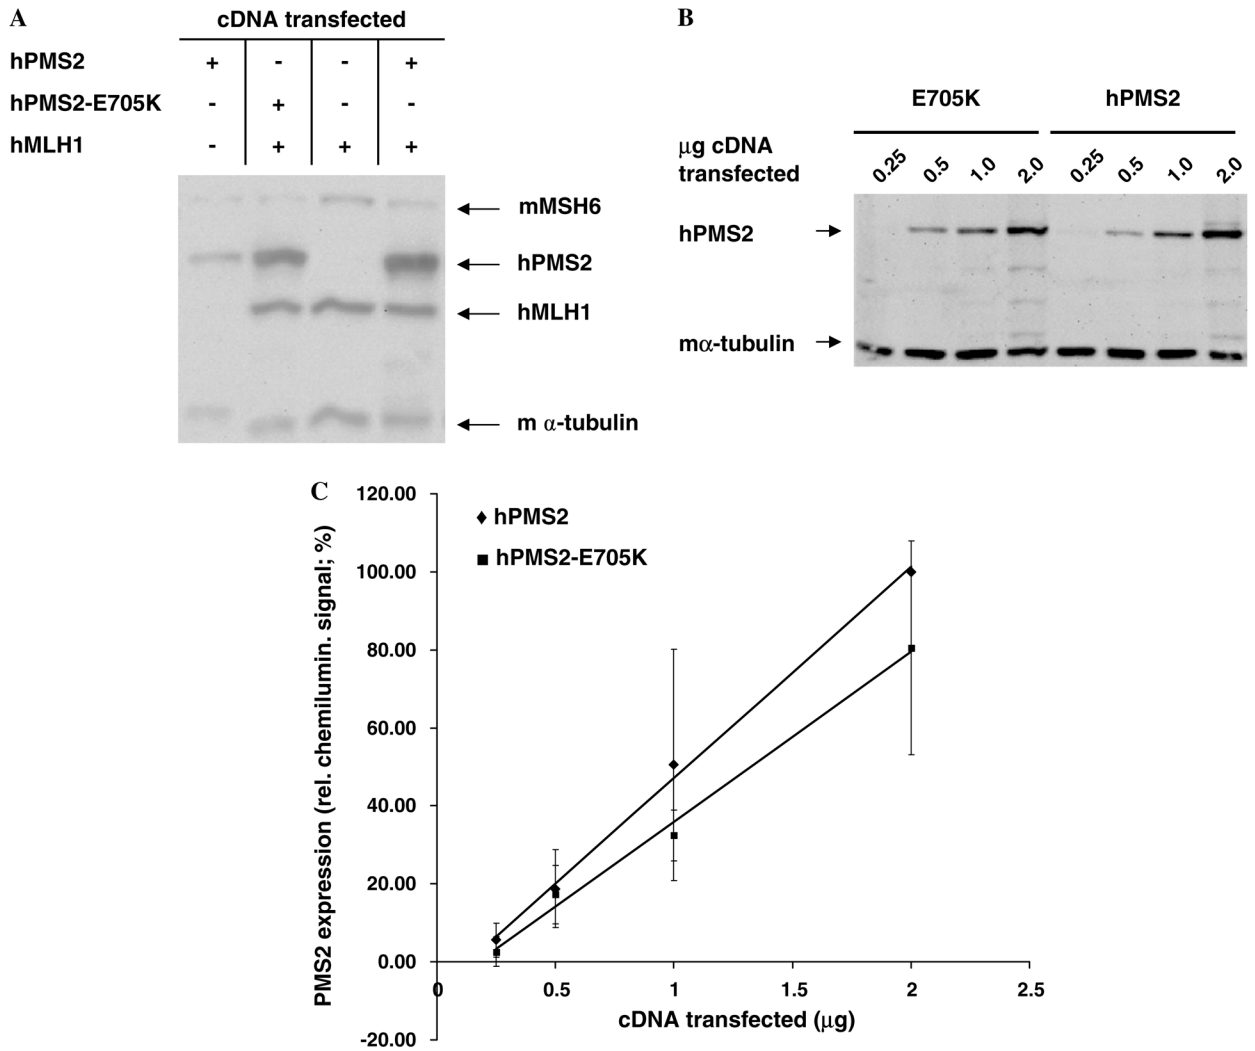 A
cDNA transfected
hPMS2 + - - +
hPMS2-E705K - + - -
hMLH1 - + + +
mMSH6
hPMS2
hMLH1
m α-tubulin
B
E705K hPMS2
μg cDNA
transfected
0.25 0.5 1.0 2.0 0.25 0.5 1.0 2.0
hPMS2
mα-tubulin
C
PMS2 expression (rel. chemilumin. signal; %)
120.00
100.00
80.00
60.00
40.00
20.00
0.00
-20.00
hPMS2
hPMS2-E705K
0 0.5 1 1.5 2 2.5
cDNA transfected (μg)